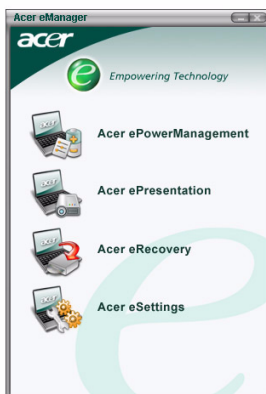 Acer eManager
acer
e Empowering Technology
Acer ePowerManagement
Acer ePresentation
Acer eRecovery
Acer eSettings